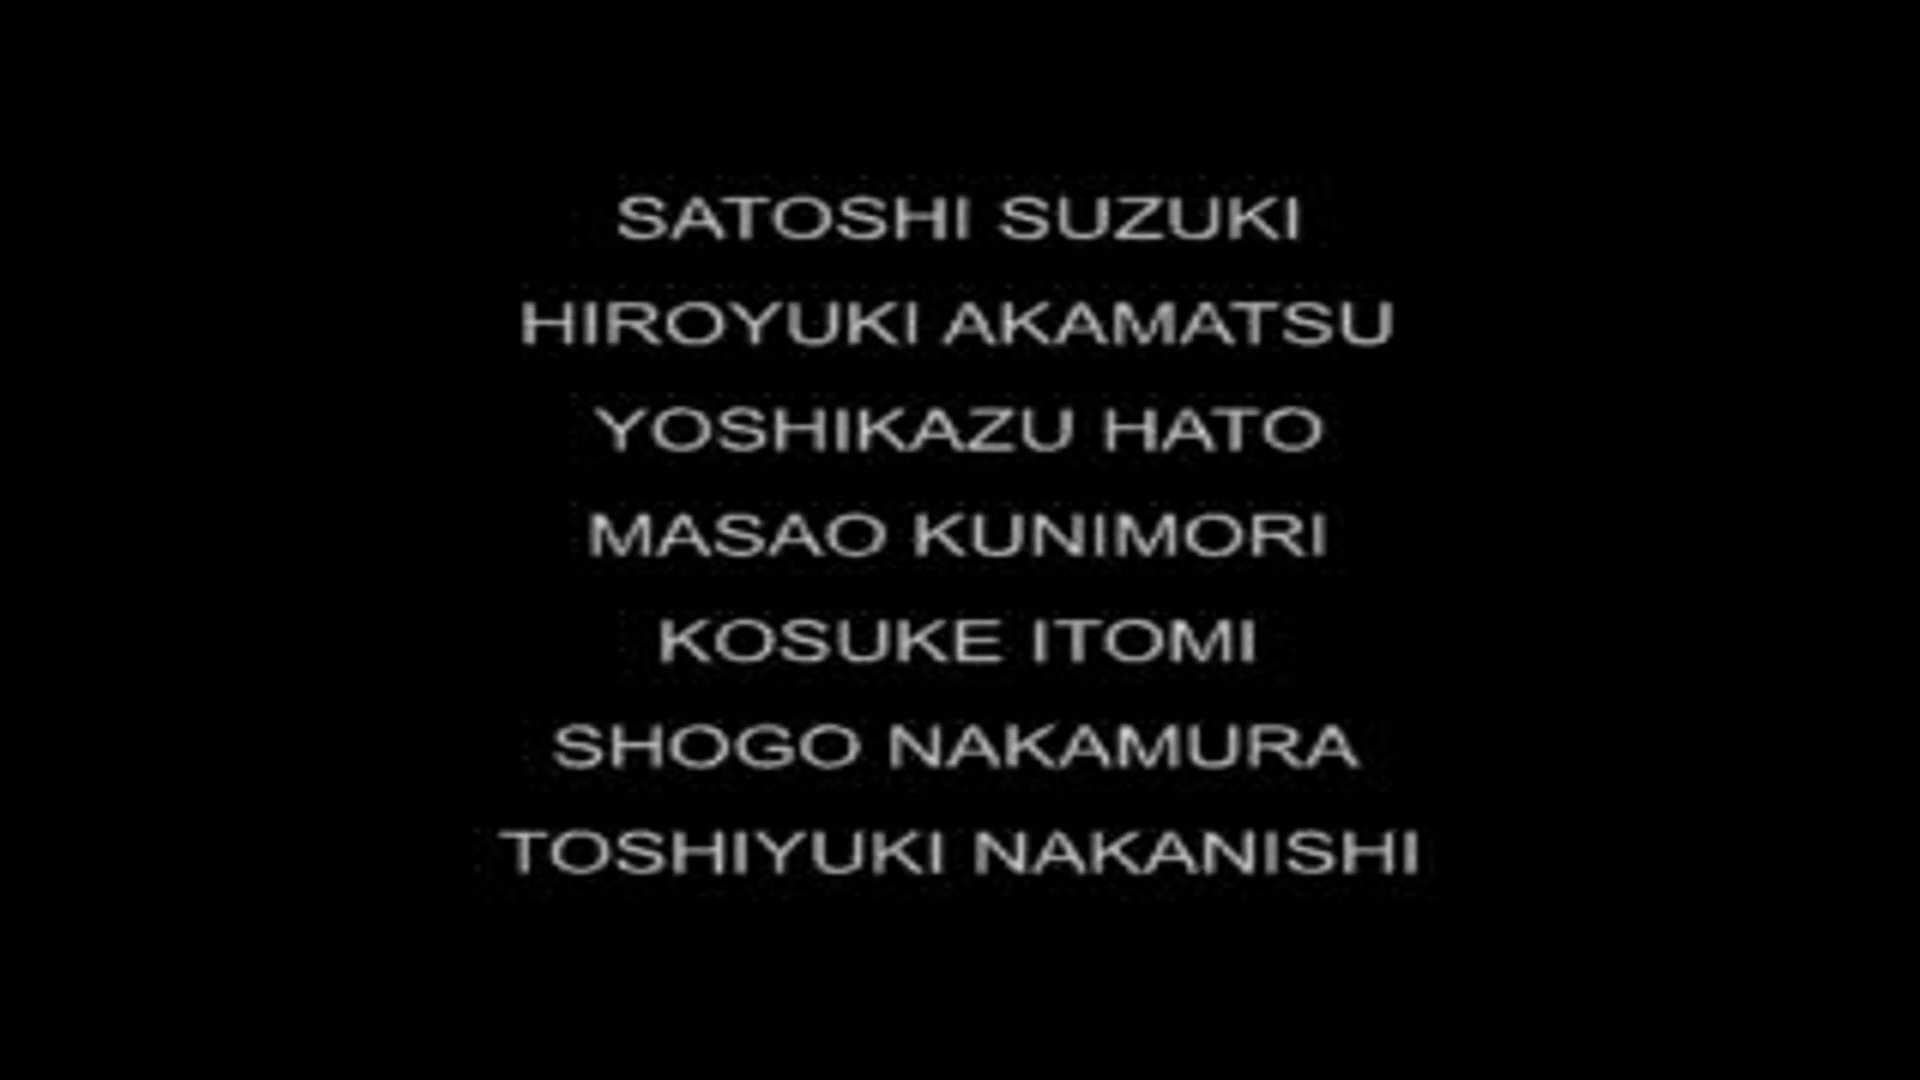 SATOSHI SUZUKI
HIROYUKI AKAMATSU
YOSHIKAZU HATO
MASAO KUNIMORI
KOSUKE ITOMI
SHOGO NAKAMURA
TOSHIYUKI NAKANISHI